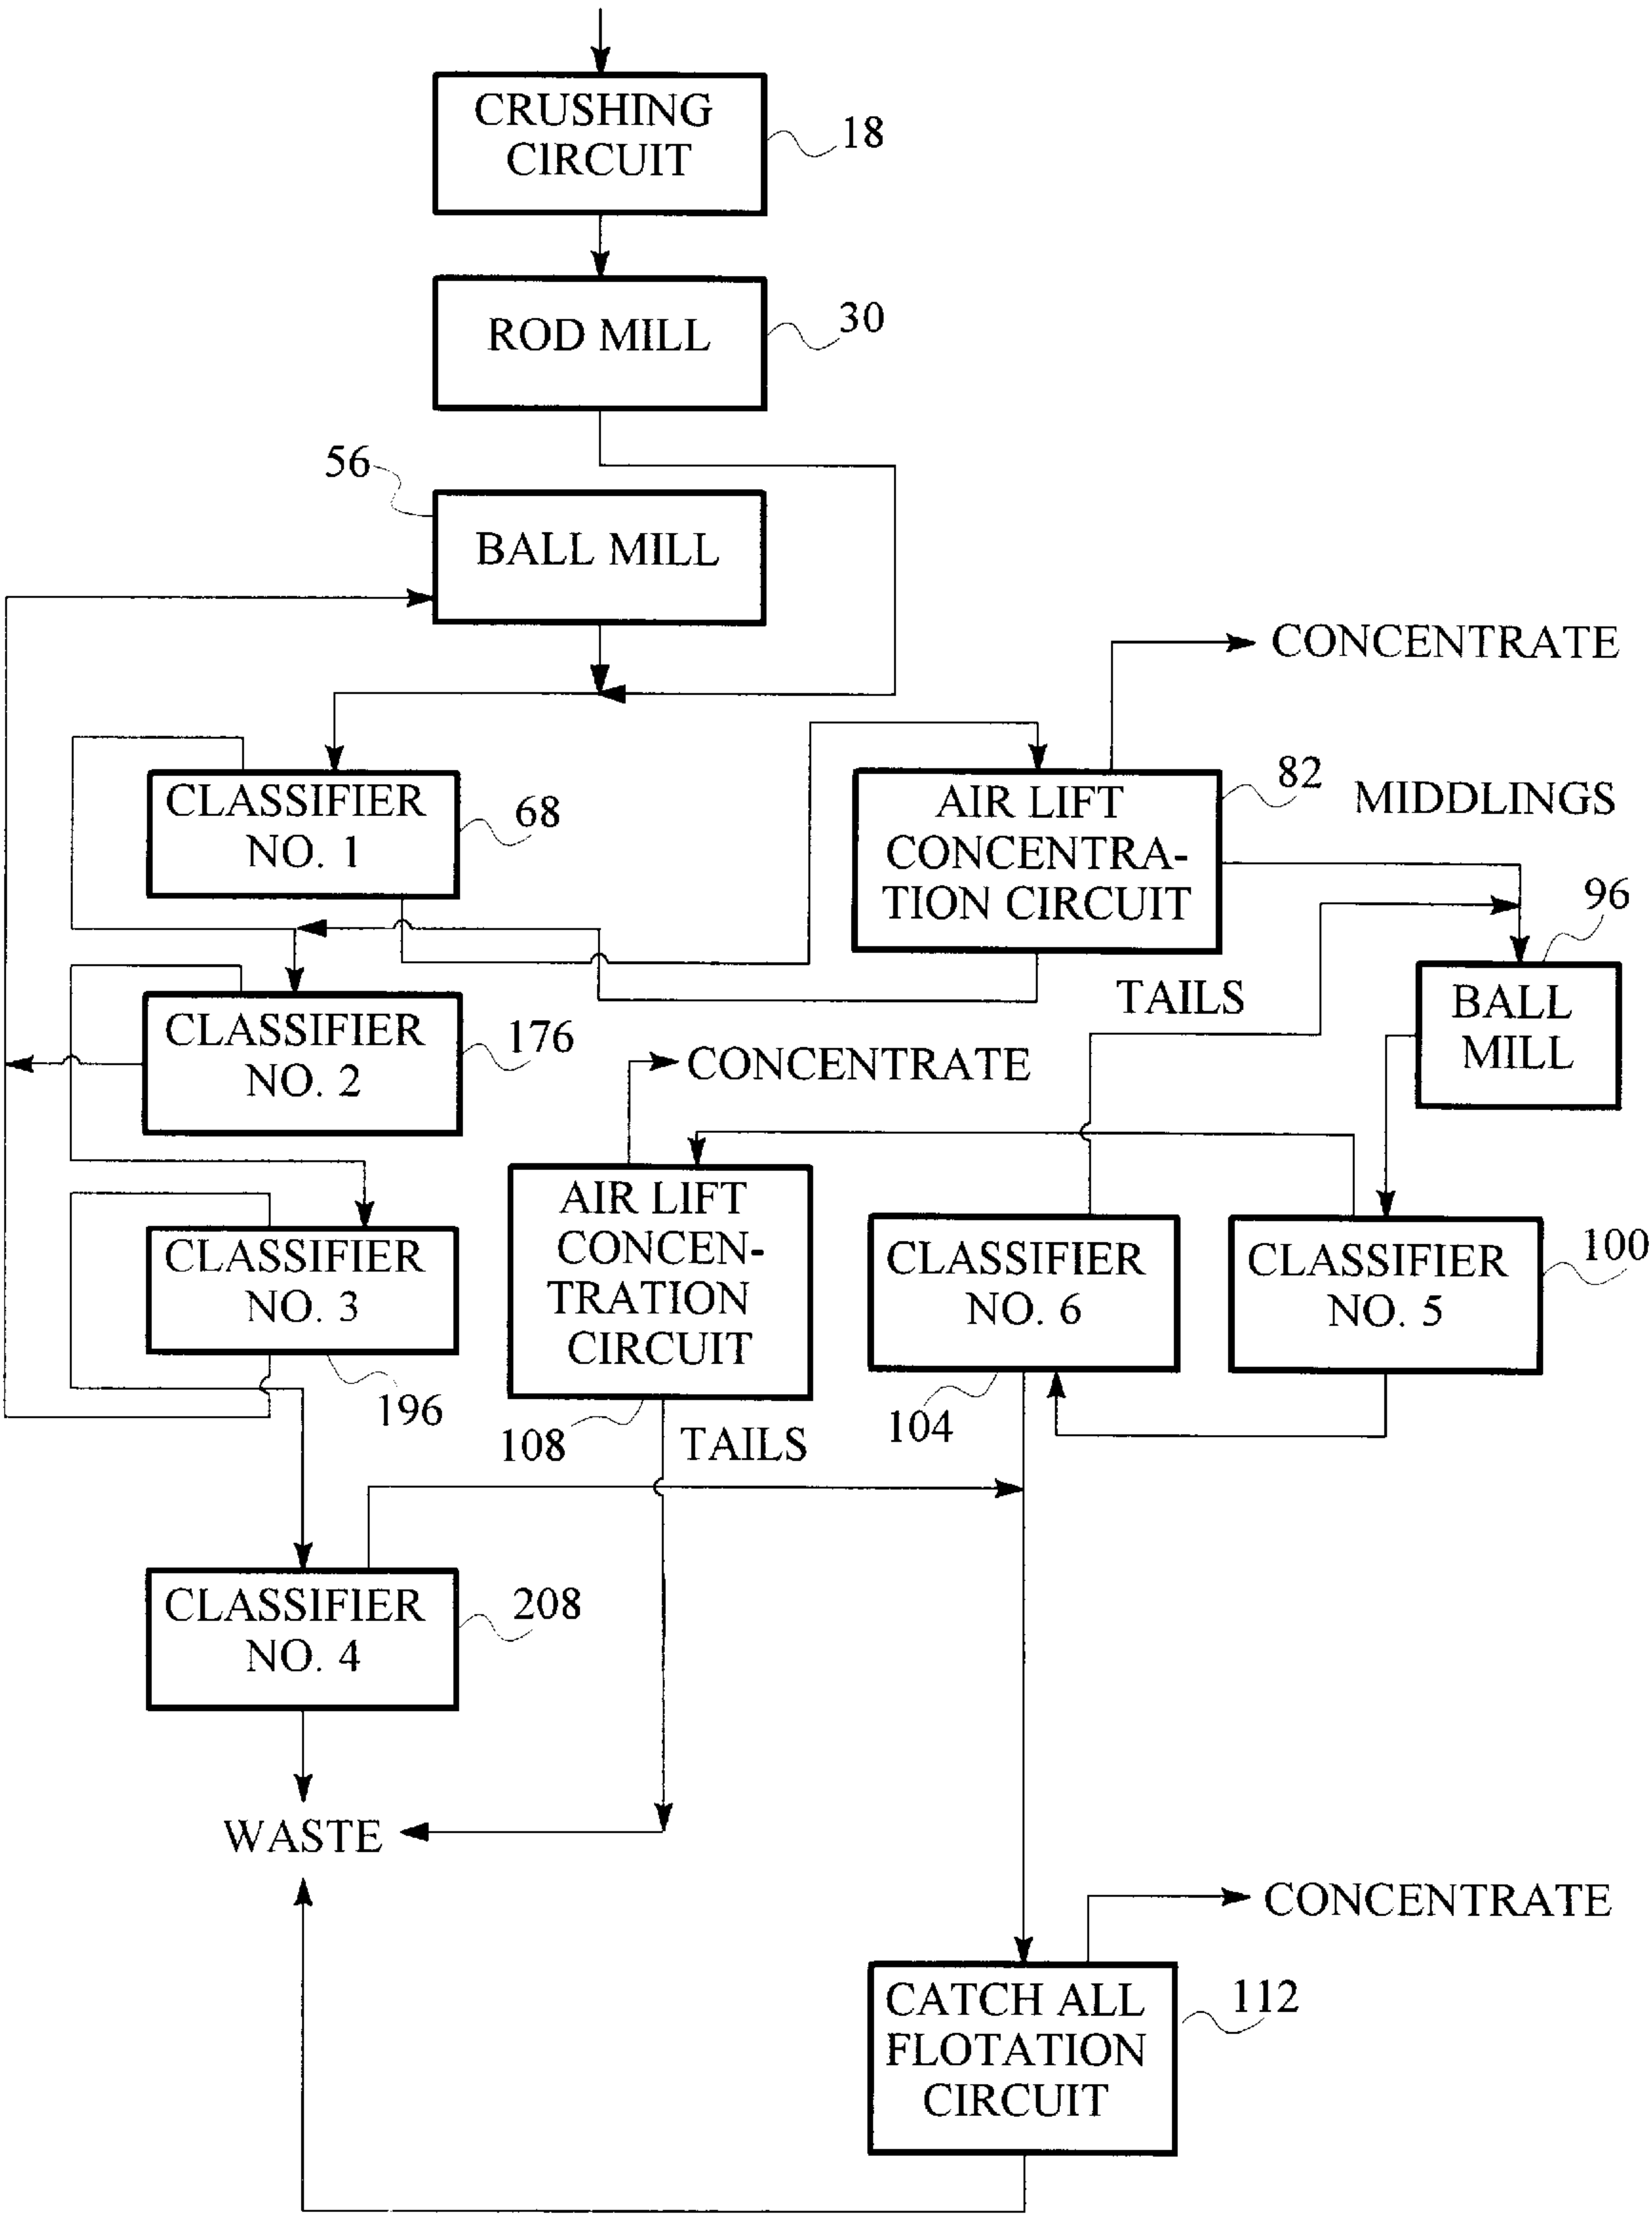 CRUSHING
CIRCUIT
18
ROD MILL
30
56
BALL MILL
CONCENTRATE
CLASSIFIER
NO. 1
68
AIR LIFT
CONCENTRA-
TION CIRCUIT
82
MIDDLINGS
96
TAILS
BALL
MILL
CLASSIFIER
NO. 2
176
CONCENTRATE
CLASSIFIER
NO. 3
196
AIR LIFT
CONCEN-
TRATION
CIRCUIT
108
TAILS
CLASSIFIER
NO. 6
104
CLASSIFIER
NO. 5
100
CLASSIFIER
NO. 4
208
WASTE
CONCENTRATE
CATCH ALL
FLOTATION
CIRCUIT
112